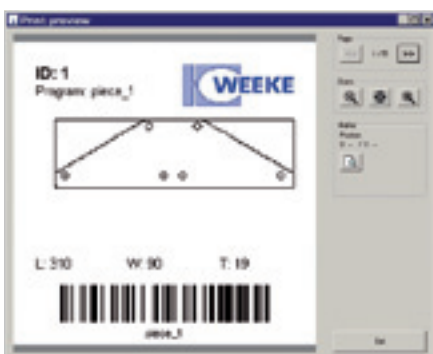 Print preview
ID: 1
Program: piece_1
WEEKE
L: 310 W: 90 T: 19
piece_1